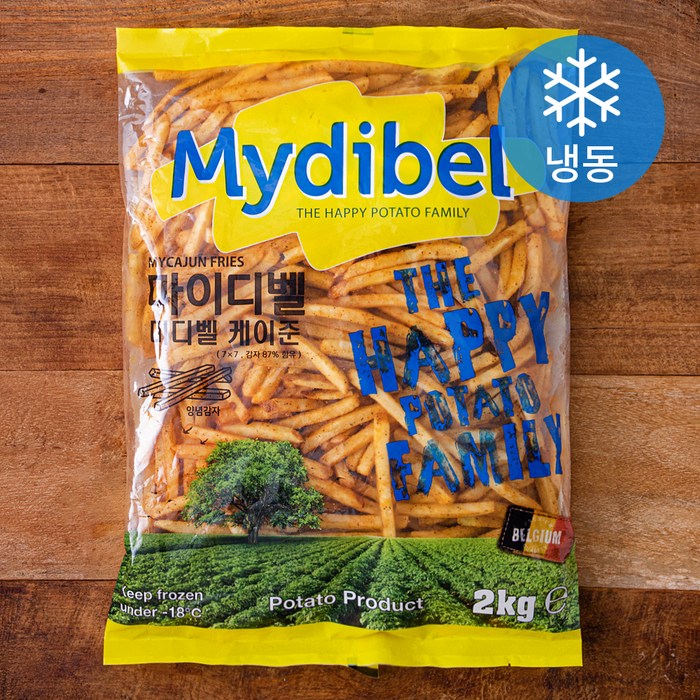 냉동
Mydibel
THE HAPPY POTATO FAMILY
MYCAJUN FRIES
마이디벨
마이디벨 케이준
( 7×7 , 감자 87% 함유 )
양념감자
THE
HAPPY
POTATO
FAMILY
BELGIUM
Keep frozen
under -18°C
Potato Product
2kg ℮